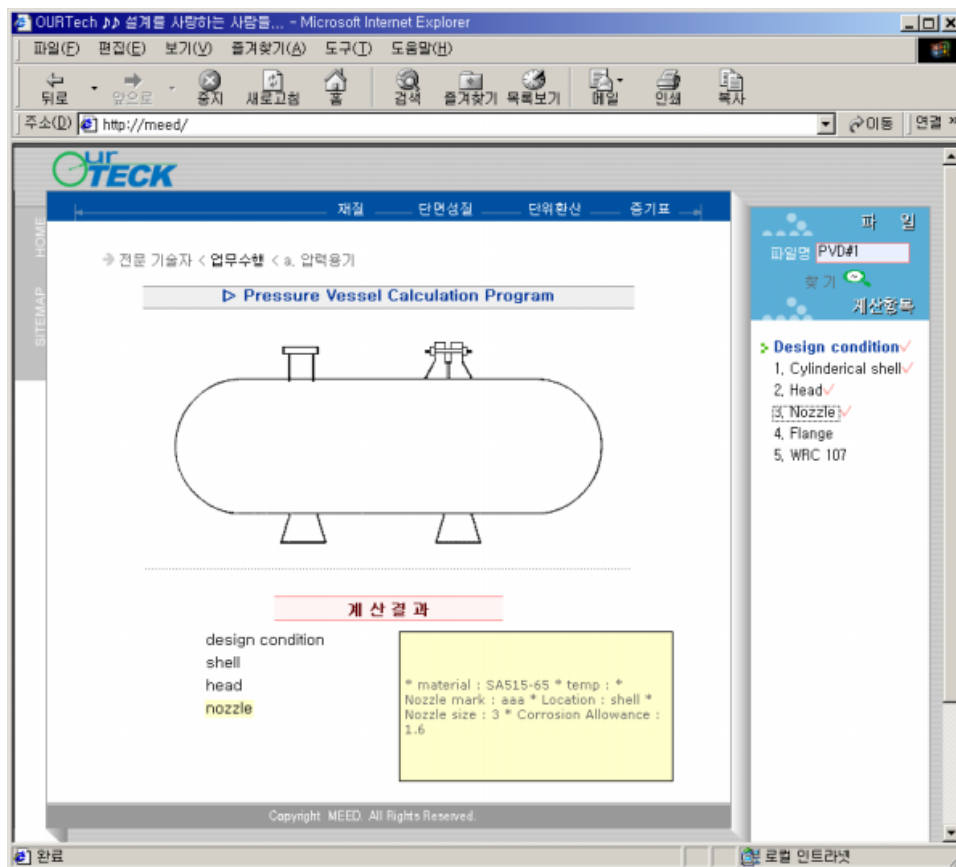 OURTech ♪♪ 설계를 사랑하는 사람들... - Microsoft Internet Explorer
파일(F) 편집(E) 보기(V) 즐겨찾기(A) 도구(T) 도움말(H)
뒤로 앞으로 중지 새로고침 홈 검색 즐겨찾기 목록보기 메일 인쇄 복사
주소(D) http://meed/ 이동 연결 »
Our TECK
HOME
SITEMAP
재질 단면성질 단위환산 증기표
전문 기술자 < 업무수행 < a. 압력용기
▷ Pressure Vessel Calculation Program
계 산 결 과
design condition
shell
head
nozzle
* material : SA515-65 * temp : *
Nozzle mark : aaa * Location : shell *
Nozzle size : 3 * Corrosion Allowance :
1.6
Copyright MEED. All Rights Reserved.
파 일
파일명 PVD#1
찾 기
계산항목
Design condition
1. Cylinderical shell
2. Head
3. Nozzle
4. Flange
5. WRC 107
완료
로컬 인트라넷